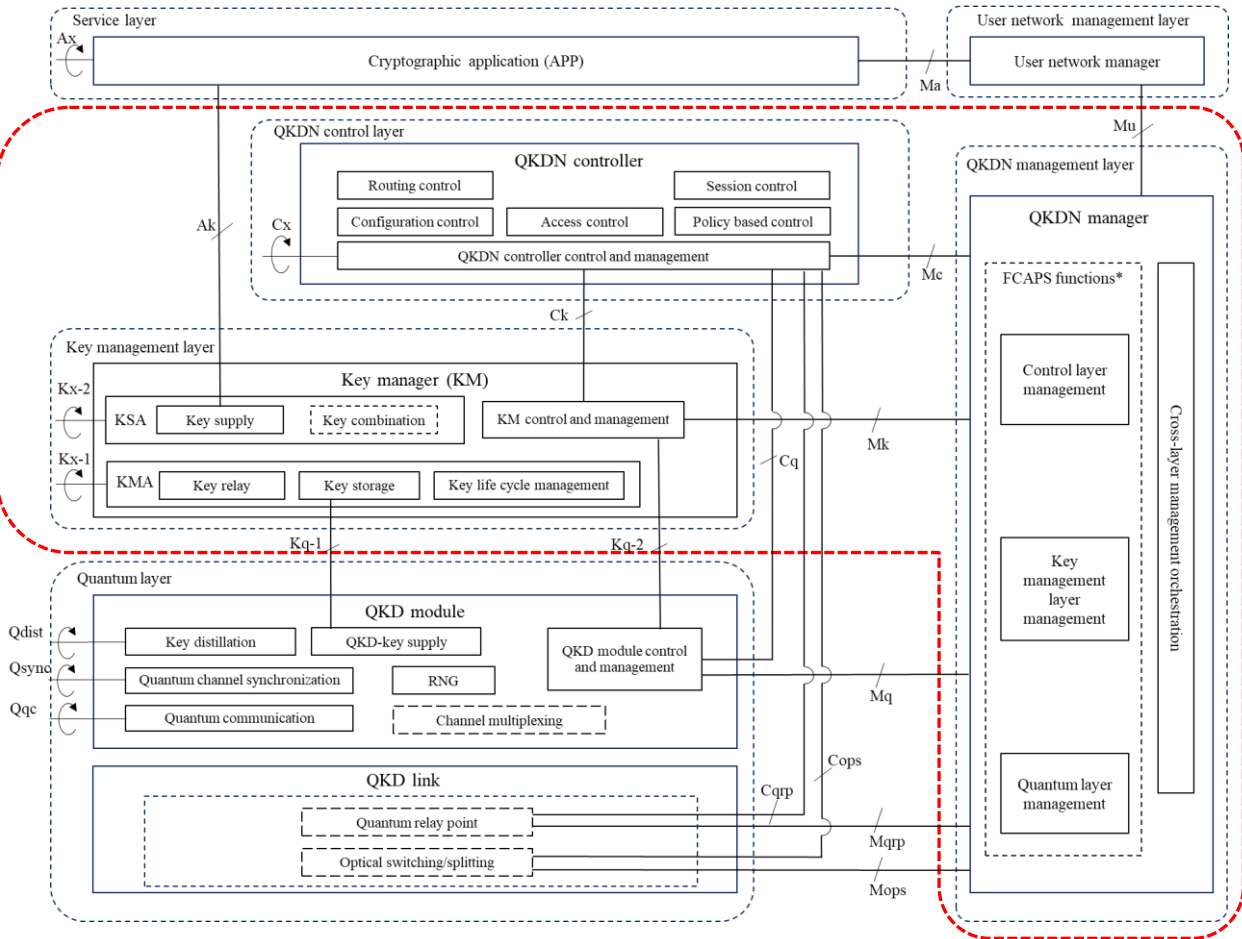 Service layer
User network management layer
Ax
Cryptographic application (APP)
User network manager
Ma
Mu
QKDN control layer
QKDN controller
Routing control
Session control
Configuration control
Access control
Policy based control
QKDN controller control and management
Cx
Ak
Mc
Ck
QKDN management layer
QKDN manager
FCAPS functions*
Control layer
management
Key
management
layer
management
Quantum layer
management
Cross-layer management orchestration
Key management layer
Key manager (KM)
Kx-2
KSA
Key supply
Key combination
KM control and management
Mk
Kx-1
KMA
Key relay
Key storage
Key life cycle management
Cq
Kq-1
Kq-2
Quantum layer
QKD module
Qdist
Key distillation
QKD-key supply
QKD module control
and management
Qsync
Quantum channel synchronization
RNG
Mq
Qqc
Quantum communication
Channel multiplexing
QKD link
Cops
Cqrp
Quantum relay point
Mqrp
Optical switching/splitting
Mops